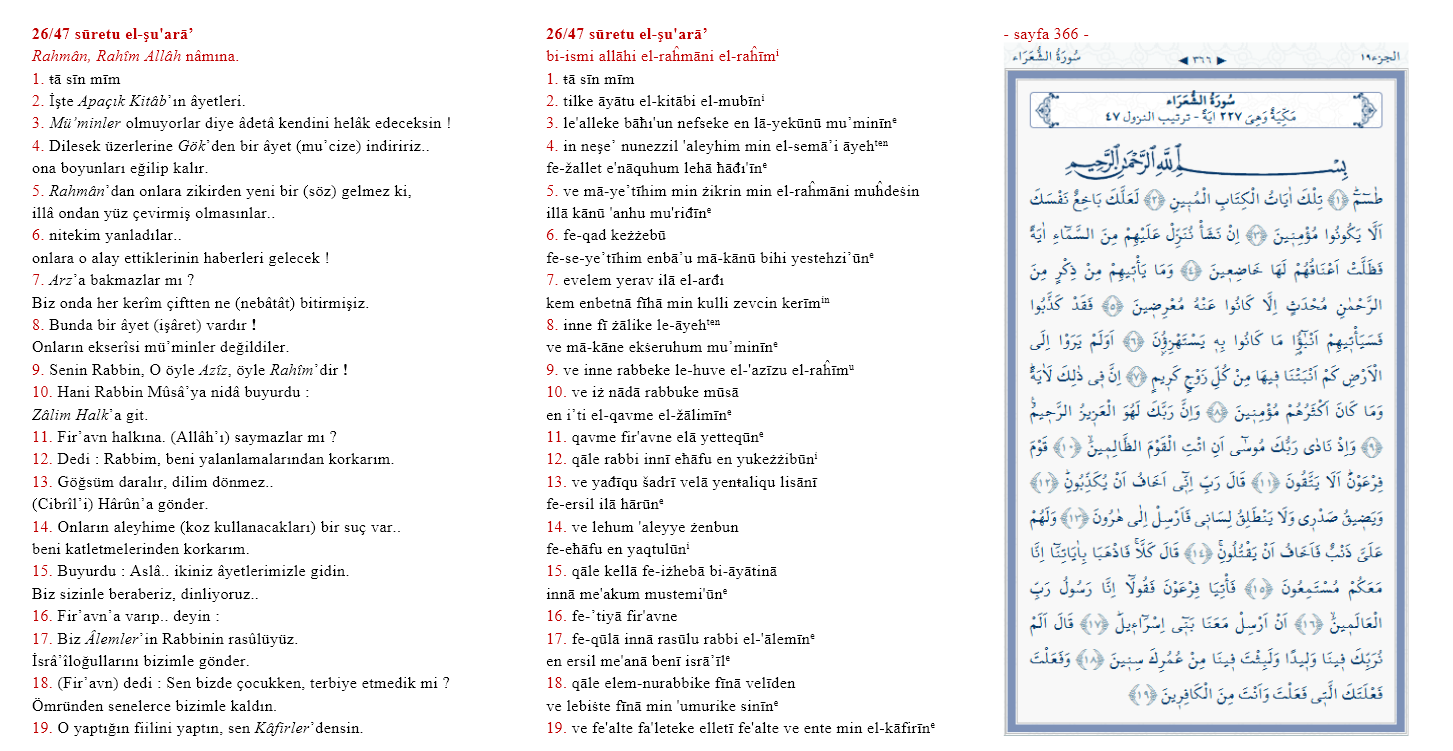 26/47 sūretu el-şu'arā’
Rahmân, Rahîm Allâh nâmına.
1. ŧā sīn mīm
2. İşte Apaçık Kitâb’ın âyetleri.
3. Mü’minler olmuyorlar diye âdetâ kendini helâk edeceksin !
4. Dilesek üzerlerine Gök’den bir âyet (mu’cize) indiririz..
ona boyunları eğilip kalır.
5. Rahmân’dan onlara zikirden yeni bir (söz) gelmez ki,
illâ ondan yüz çevirmiş olmasınlar..
6. nitekim yanladılar..
onlara o alay ettiklerinin haberleri gelecek !
7. Arz’a bakmazlar mı ?
Biz onda her kerîm çiftten ne (nebâtât) bitirmişiz.
8. Bunda bir âyet (işâret) vardır !
Onların ekserîsi mü’minler değildiler.
9. Senin Rabbin, O öyle Azîz, öyle Rahîm’dir !
10. Hani Rabbin Mûsâ’ya nidâ buyurdu :
Zâlim Halk’a git.
11. Fir’avn halkına. (Allâh’ı) saymazlar mı ?
12. Dedi : Rabbim, beni yalanlamalarından korkarım.
13. Göğsüm daralır, dilim dönmez..
(Cibrîl’i) Hârûn’a gönder.
14. Onların aleyhime (koz kullanacakları) bir suç var..
beni katletmelerinden korkarım.
15. Buyurdu : Aslâ.. ikiniz âyetlerimizle gidin.
Biz sizinle beraberiz, dinliyoruz..
16. Fir’avn’a varıp.. deyin :
17. Biz Âlemler’in Rabbinin rasûlüyüz.
İsrâ’îloğullarını bizimle gönder.
18. (Fir’avn) dedi : Sen bizde çocukken, terbiye etmedik mi ?
Ömründen senelerce bizimle kaldın.
19. O yaptığın fiilini yaptın, sen Kâfirler’densin.
26/47 sūretu el-şu'arā’
bi-ismi allāhi el-raĥmāni el-raĥīmⁱ
1. ŧā sīn mīm
2. tilke āyātu el-kitābi el-mubīnⁱ
3. le'alleke bāħı'un nefseke en lā-yekūnū mu’minīnᵉ
4. in neşe’ nunezzil 'aleyhim min el-semā’i āyehᵗᵉⁿ
fe-žallet e'nāquhum lehā ħāđı'īnᵉ
5. ve mā-ye’tīhim min żikrin min el-raĥmāni muĥdeŝin
illā kānū 'anhu mu'riđīnᵉ
6. fe-qad keżżebū
fe-se-ye’tīhim enbā’u mā-kānū bihi yestehzi’ūnᵉ
7. evelem yerav ilā el-arđı
kem enbetnā fīhā min kulli zevcin kerīmⁱⁿ
8. inne fī żālike le-āyehᵗᵉⁿ
ve mā-kāne ekŝeruhum mu’minīnᵉ
9. ve inne rabbeke le-huve el-'azīzu el-raĥīmᵘ
10. ve iż nādā rabbuke mūsā
en i’ti el-qavme el-žālimīnᵉ
11. qavme fir'avne elā yetteqūnᵉ
12. qāle rabbi innī eħāfu en yukeżżibūnⁱ
13. ve yađīqu šadrī velā yenŧaliqu lisānī
fe-ersil ilā hārūnᵉ
14. ve lehum 'aleyye żenbun
fe-eħāfu en yaqtulūnⁱ
15. qāle kellā fe-iżhebā bi-āyātinā
innā me'akum mustemi'ūnᵉ
16. fe-’tiyā fir'avne
17. fe-qūlā innā rasūlu rabbi el-'ālemīnᵉ
en ersil me'anā benī isrā’īlᵉ
18. qāle elem-nurabbike fīnā velīden
ve lebiŝte fīnā min 'umurike sinīnᵉ
19. ve fe'alte fa'leteke elletī fe'alte ve ente min el-kāfirīnᵉ
- sayfa 366 -
الجزء١٩ ◀ ٣٦٦ ▶ سُورَةُ الشُّعَرَاء
سُورَةُ الشُّعَرَاء
مَكِّيَّةٌ وَهِىَ ٢٢٧ اٰيَةً - ترتيب النزول ٤٧
بِسْمِ اللّٰهِ الرَّحْمٰنِ الرَّحِيمِ
طٰسٓمٓ ﴿١﴾ تِلْكَ اٰيَاتُ الْكِتَابِ الْمُبِينِ ﴿٢﴾ لَعَلَّكَ بَاخِعٌ نَفْسَكَ
اَلَّا يَكُونُوا مُؤْمِنِينَ ﴿٣﴾ اِنْ نَشَأْ نُنَزِّلْ عَلَيْهِمْ مِنَ السَّمَٓاءِ اٰيَةً
فَظَلَّتْ اَعْنَاقُهُمْ لَهَا خَاضِعِينَ ﴿٤﴾ وَمَا يَأْتِيهِمْ مِنْ ذِكْرٍ مِنَ
الرَّحْمٰنِ مُحْدَثٍ اِلَّا كَانُوا عَنْهُ مُعْرِضِينَ ﴿٥﴾ فَقَدْ كَذَّبُوا
فَسَيَأْتِيهِمْ اَنْبٰٓؤُا مَا كَانُوا بِهِ يَسْتَهْزِؤُنَ ﴿٦﴾ اَوَلَمْ يَرَوْا اِلَى
الْاَرْضِ كَمْ اَنْبَتْنَا فِيهَا مِنْ كُلِّ زَوْجٍ كَرِيمٍ ﴿٧﴾ اِنَّ فِى ذٰلِكَ لَاٰيَةً
وَمَا كَانَ اَكْثَرُهُمْ مُؤْمِنِينَ ﴿٨﴾ وَاِنَّ رَبَّكَ لَهُوَ الْعَزِيزُ الرَّحِيمُ
﴿٩﴾ وَاِذْ نَادٰى رَبُّكَ مُوسٰٓى اَنِ ائْتِ الْقَوْمَ الظَّالِمِينَ ﴿١٠﴾ قَوْمَ
فِرْعَوْنَ اَلَا يَتَّقُونَ ﴿١١﴾ قَالَ رَبِّ اِنِّٓى اَخَافُ اَنْ يُكَذِّبُونِ ﴿١٢﴾
وَيَضِيقُ صَدْرِى وَلَا يَنْطَلِقُ لِسَانِى فَاَرْسِلْ اِلٰى هٰرُونَ ﴿١٣﴾ وَلَهُمْ
عَلَىَّ ذَنْبٌ فَاَخَافُ اَنْ يَقْتُلُونِ ﴿١٤﴾ قَالَ كَلَّا فَاذْهَبَا بِاٰيَاتِنَٓا اِنَّا
مَعَكُمْ مُسْتَمِعُونَ ﴿١٥﴾ فَأْتِيَا فِرْعَوْنَ فَقُولَٓا اِنَّا رَسُولُ رَبِّ
الْعَالَمِينَ ﴿١٦﴾ اَنْ اَرْسِلْ مَعَنَا بَنِٓى اِسْرَٓاءِيلَ ﴿١٧﴾ قَالَ اَلَمْ
نُرَبِّكَ فِينَا وَلِيدًا وَلَبِثْتَ فِينَا مِنْ عُمُرِكَ سِنِينَ ﴿١٨﴾ وَفَعَلْتَ
فَعْلَتَكَ الَّتِى فَعَلْتَ وَاَنْتَ مِنَ الْكَافِرِينَ ﴿١٩﴾